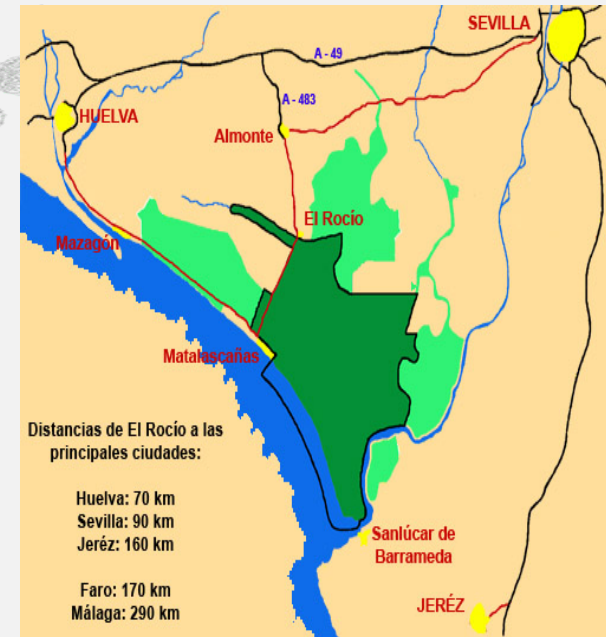 SEVILLA
A - 49
A - 483
HUELVA
Almonte
El Rocío
Mazagón
Matalascañas
Distancias de El Rocío a las
principales ciudades:
Huelva: 70 km
Sevilla: 90 km
Jeréz: 160 km
Faro: 170 km
Málaga: 290 km
Sanlúcar de
Barrameda
JERÉZ